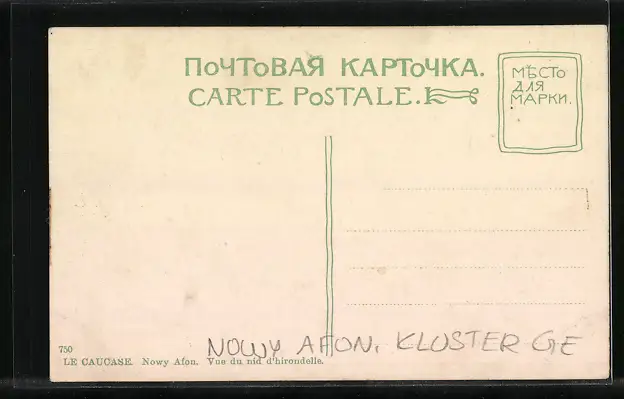 ПОЧТОВАЯ КАРТОЧКА.
CARTE POSTALE.
МѢСТО
ДЛЯ
МАРКИ.
NOWY AFON. KLOSTER GE
750
LE CAUCASE. Nowy Afon. Vue du nid d'hirondelle.